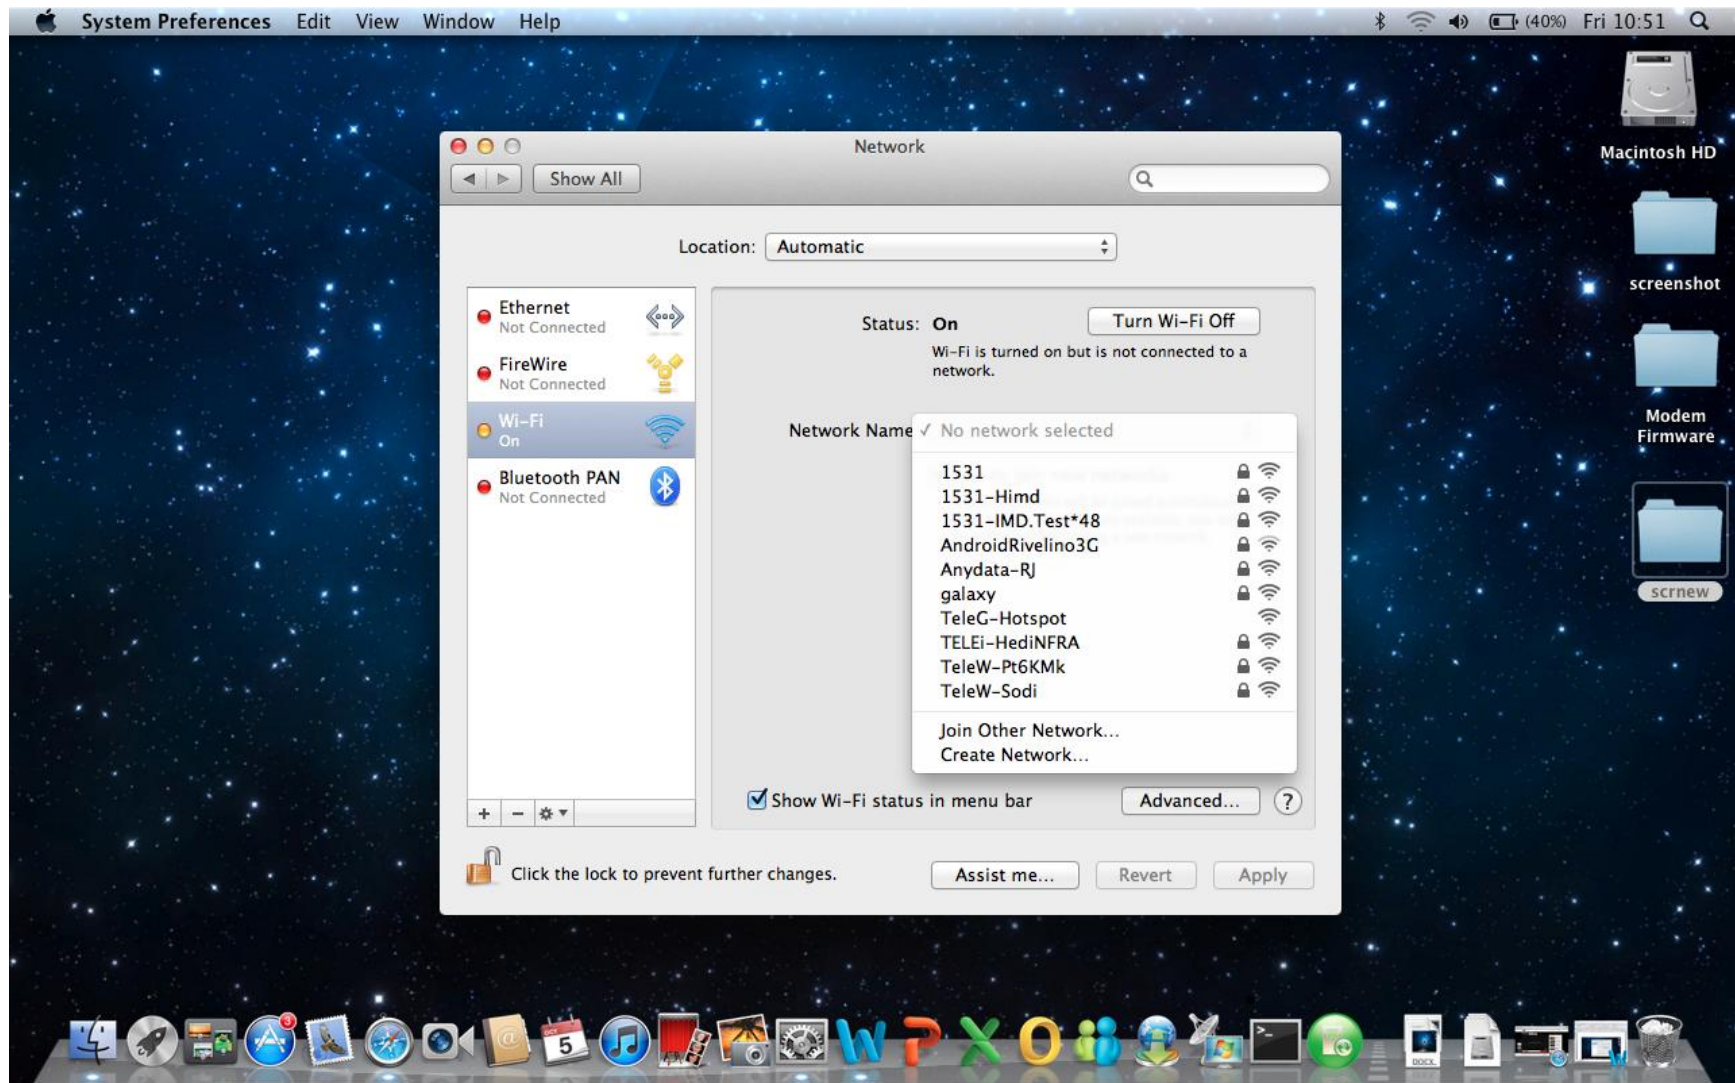 System Preferences Edit View Window Help (40%) Fri 10:51
Macintosh HD
screenshot
Modem
Firmware
scrnew
Network
Show All
Location: Automatic
Ethernet
Not Connected
FireWire
Not Connected
Wi-Fi
On
Bluetooth PAN
Not Connected
Status: On
Turn Wi-Fi Off
Wi-Fi is turned on but is not connected to a
network.
Network Name ✓ No network selected
1531
1531-Himd
1531-IMD.Test*48
AndroidRivelino3G
Anydata-RJ
galaxy
TeleG-Hotspot
TELEi-HediNFRA
TeleW-Pt6KMk
TeleW-Sodi
Join Other Network...
Create Network...
Show Wi-Fi status in menu bar
Advanced... ?
Click the lock to prevent further changes.
Assist me... Revert Apply
3
OCT
5
W P X O
DOCX